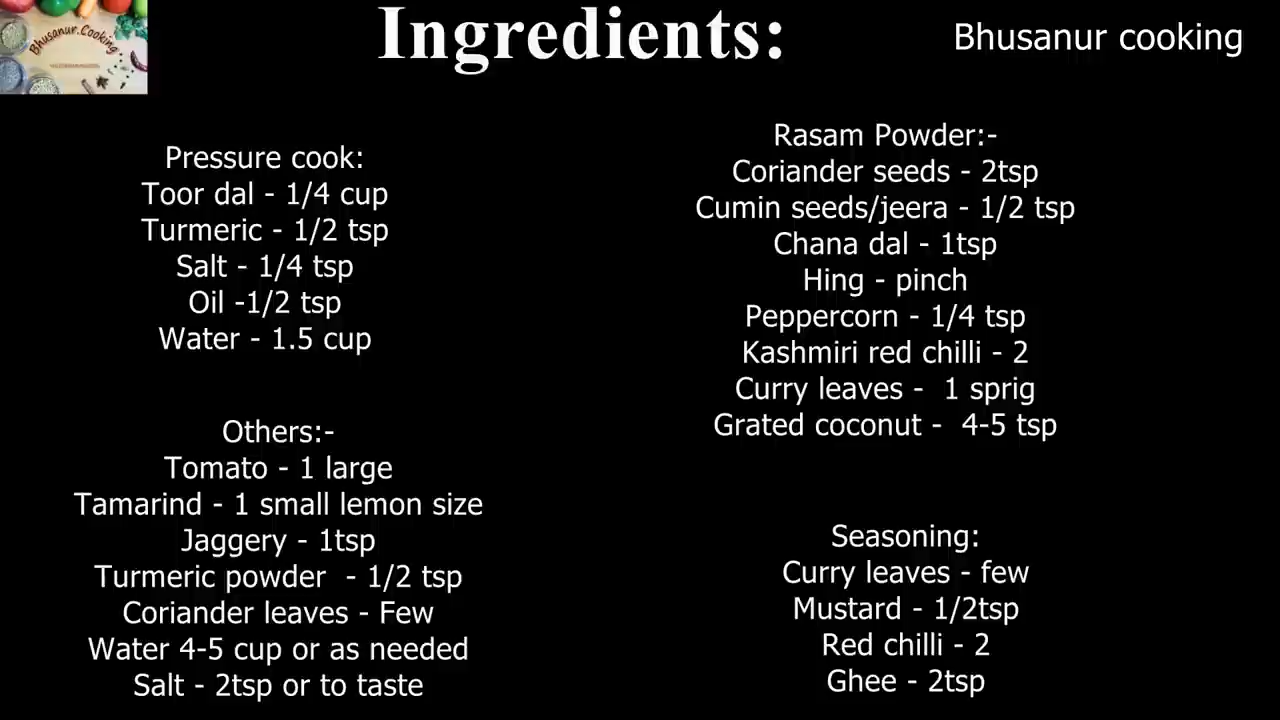 Ingredients:
Bhusanur cooking
Bhusanur.Cooking
Pressure cook:
Toor dal - 1/4 cup
Turmeric - 1/2 tsp
Salt - 1/4 tsp
Oil -1/2 tsp
Water - 1.5 cup
Others:-
Tomato - 1 large
Tamarind - 1 small lemon size
Jaggery - 1tsp
Turmeric powder  - 1/2 tsp
Coriander leaves - Few
Water 4-5 cup or as needed
Salt - 2tsp or to taste
Rasam Powder:-
Coriander seeds - 2tsp
Cumin seeds/jeera - 1/2 tsp
Chana dal - 1tsp
Hing - pinch
Peppercorn - 1/4 tsp
Kashmiri red chilli - 2
Curry leaves -  1 sprig
Grated coconut -  4-5 tsp
Seasoning:
Curry leaves - few
Mustard - 1/2tsp
Red chilli - 2
Ghee - 2tsp